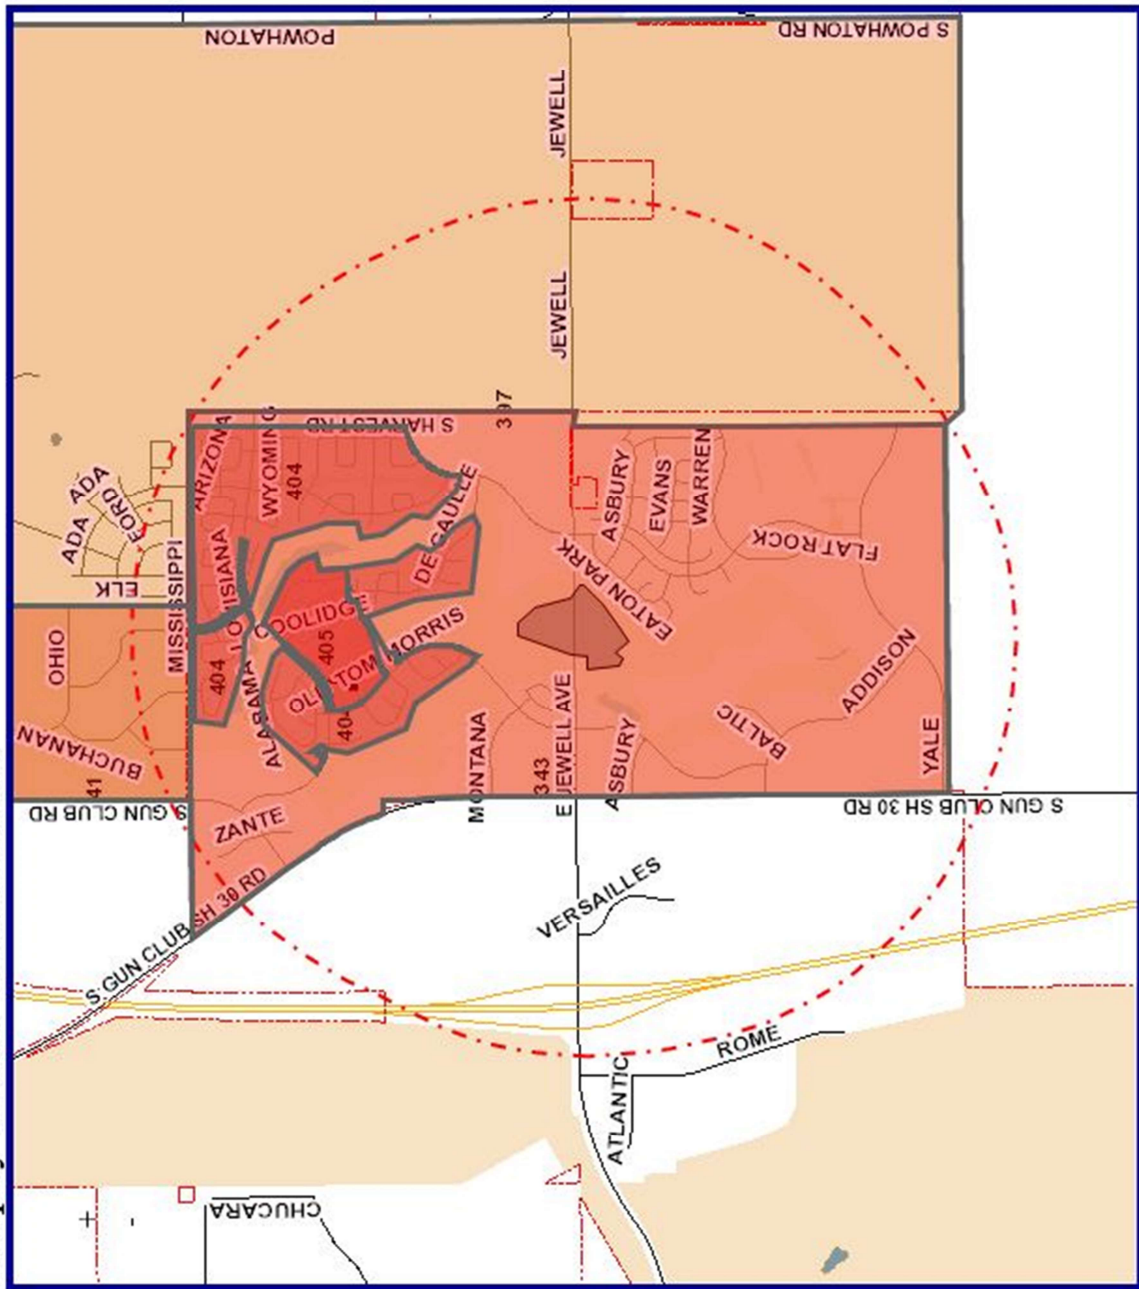 POWHATON
S POWHATON RD
JEWELL
JEWELL
S HARVEST RD
ARIZONA
WYOMING
404
ADA
ADA
FORD
ELK
MISSISSIPPI
DE GAULLE
ASBURY
EVANS
WARREN
FLAT ROCK
EATON PARK
COOLIDGE
405
MORRIS
OHIO
404
ALABAMA
BUCHANAN
41
S GUN CLUB RD
ZANTE
MONTANA
343
E JEWELL AVE
ASBURY
BALTIC
ADDISON
YALE
S GUN CLUB SH 30 RD
S GUN CLUB SH 30 RD
VERSAILLES
ROME
ATLANTIC
CHUCARA